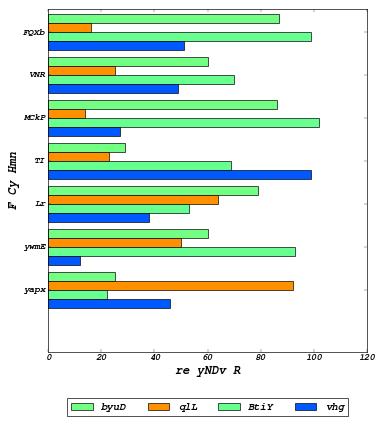 FQXb
VNR
MCkP
TI
Lr
ywmE
yapx
F Cy Hmn
0 20 40 60 80 100 120
re yNDv R
byuD qlL BtiY vhg